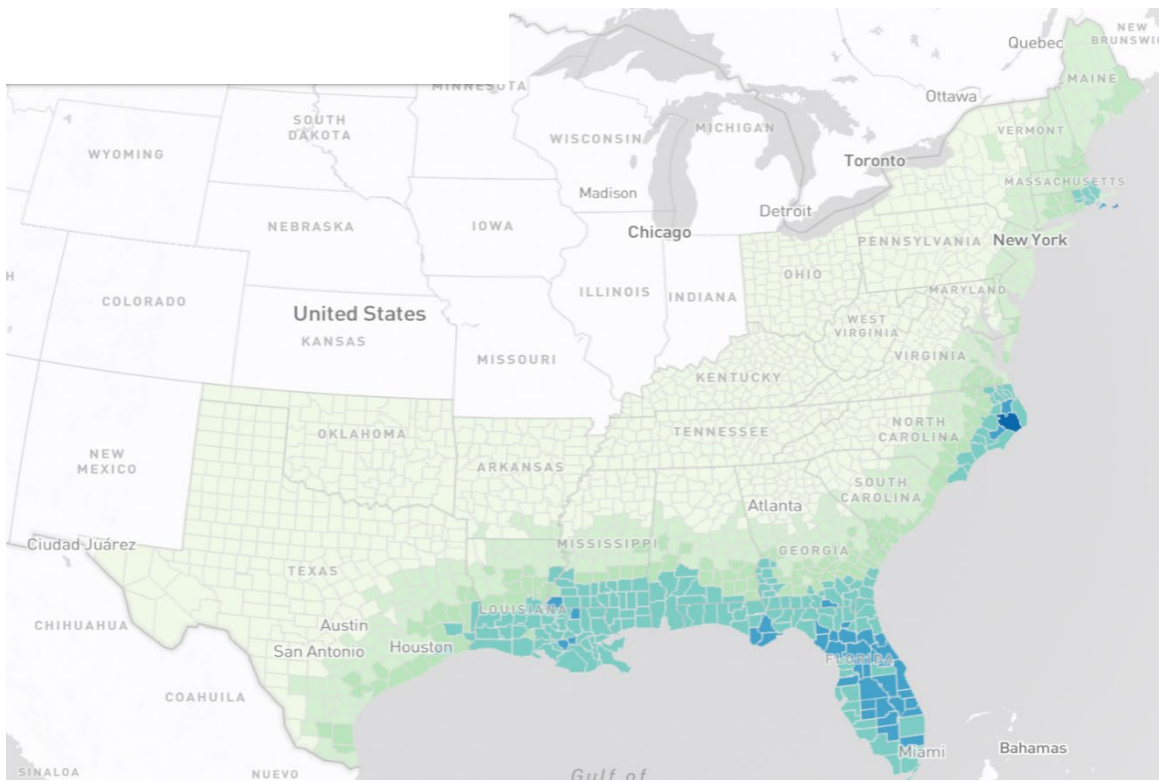 Quebec
NEW
BRUNSWIC
MAINE
MINNESOTA
Ottawa
SOUTH
DAKOTA
WISCONSIN
MICHIGAN
VERMONT
WYOMING
Toronto
MASSACHUSETTS
Madison
Detroit
NEBRASKA
IOWA
Chicago
PENNSYLVANIA
New York
OHIO
COLORADO
ILLINOIS
INDIANA
MARYLAND
United States
KANSAS
WEST
VIRGINIA
MISSOURI
VIRGINIA
KENTUCKY
NORTH
CAROLINA
OKLAHOMA
TENNESSEE
NEW
MEXICO
ARKANSAS
SOUTH
CAROLINA
Atlanta
Ciudad Juárez
MISSISSIPPI
GEORGIA
TEXAS
LOUISIANA
CHIHUAHUA
Austin
San Antonio
Houston
FLORIDA
COAHUILA
Miami
Bahamas
SINALOA
NUEVO
Gulf of